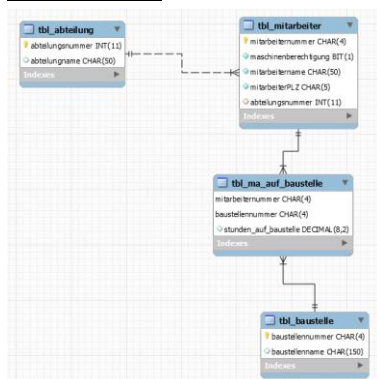 tbl_abteilung
abteilungsnummer INT(11)
abteilungname CHAR(50)
Indexes
tbl_mitarbeiter
mitarbeiternummer CHAR(4)
maschinenberechtigung BIT(1)
mitarbeitername CHAR(50)
mitarbeiterPLZ CHAR(5)
abteilungsnummer INT(11)
Indexes
tbl_ma_auf_baustelle
mitarbeiternummer CHAR(4)
baustellennummer CHAR(4)
stunden_auf_baustelle DECIMAL(8,2)
Indexes
tbl_baustelle
baustellennummer CHAR(4)
baustellenname CHAR(150)
Indexes